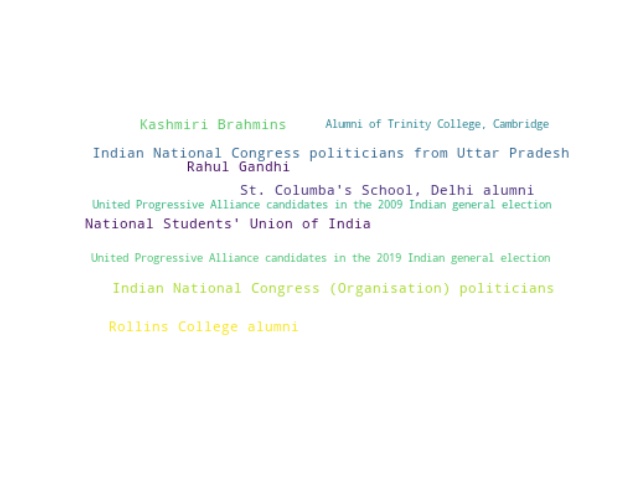 Kashmiri Brahmins
Alumni of Trinity College, Cambridge
Indian National Congress politicians from Uttar Pradesh
Rahul Gandhi
St. Columba's School, Delhi alumni
United Progressive Alliance candidates in the 2009 Indian general election
National Students' Union of India
United Progressive Alliance candidates in the 2019 Indian general election
Indian National Congress (Organisation) politicians
Rollins College alumni